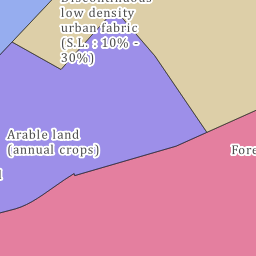 Discontinuous
low density
urban fabric
(S.L. : 10% -
30%)
Arable land
(annual crops)
Fore